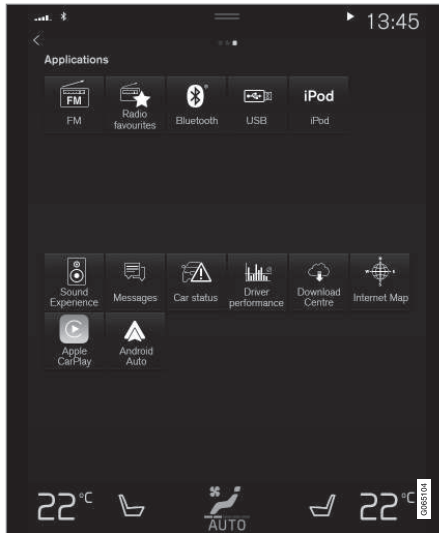 13:45
Applications
FM
FM
Radio
favourites
Bluetooth
USB
iPod
iPod
Sound
Experience
Messages
Car status
Driver
performance
Download
Centre
Internet Map
Apple
CarPlay
Android
Auto
22°C
AUTO
22°C
G065104